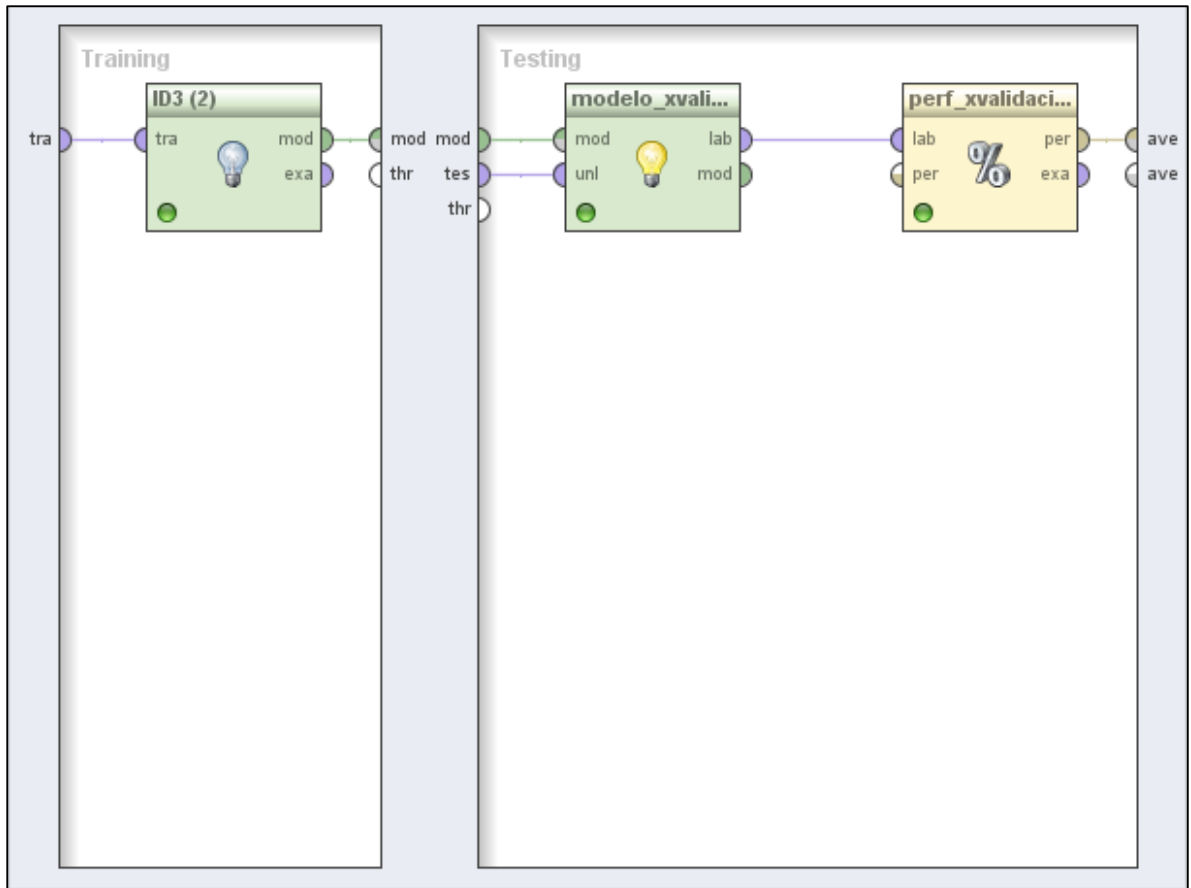 Training
Testing
ID3 (2)
modelo_xvali...
perf_xvalidaci...
tra
tra
mod
mod
mod
mod
lab
lab
per
ave
exa
thr
tes
unl
mod
per
exa
ave
thr